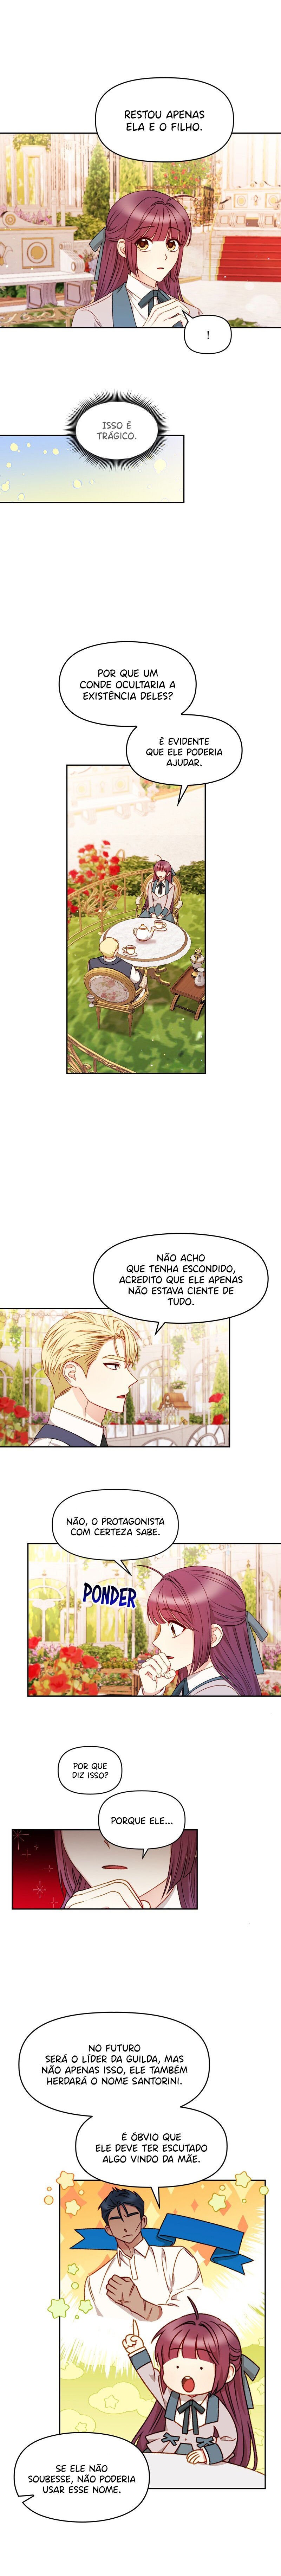 RESTOU APENAS
ELA E O FILHO.
!
ISSO É
TRÁGICO.
POR QUE UM
CONDE OCULTARIA A
EXISTÊNCIA DELES?
É EVIDENTE
QUE ELE PODERIA
AJUDAR.
NÃO ACHO
QUE TENHA ESCONDIDO,
ACREDITO QUE ELE APENAS
NÃO ESTAVA CIENTE DE
TUDO.
NÃO, O PROTAGONISTA
COM CERTEZA SABE.
PONDER
POR QUE
DIZ ISSO?
PORQUE ELE...
NO FUTURO
SERÁ O LÍDER DA GUILDA, MAS
NÃO APENAS ISSO, ELE TAMBÉM
HERDARÁ O NOME SANTORINI.
É ÓBVIO QUE
ELE DEVE TER ESCUTADO
ALGO VINDO DA MÃE.
SE ELE NÃO
SOUBESSE, NÃO PODERIA
USAR ESSE NOME.